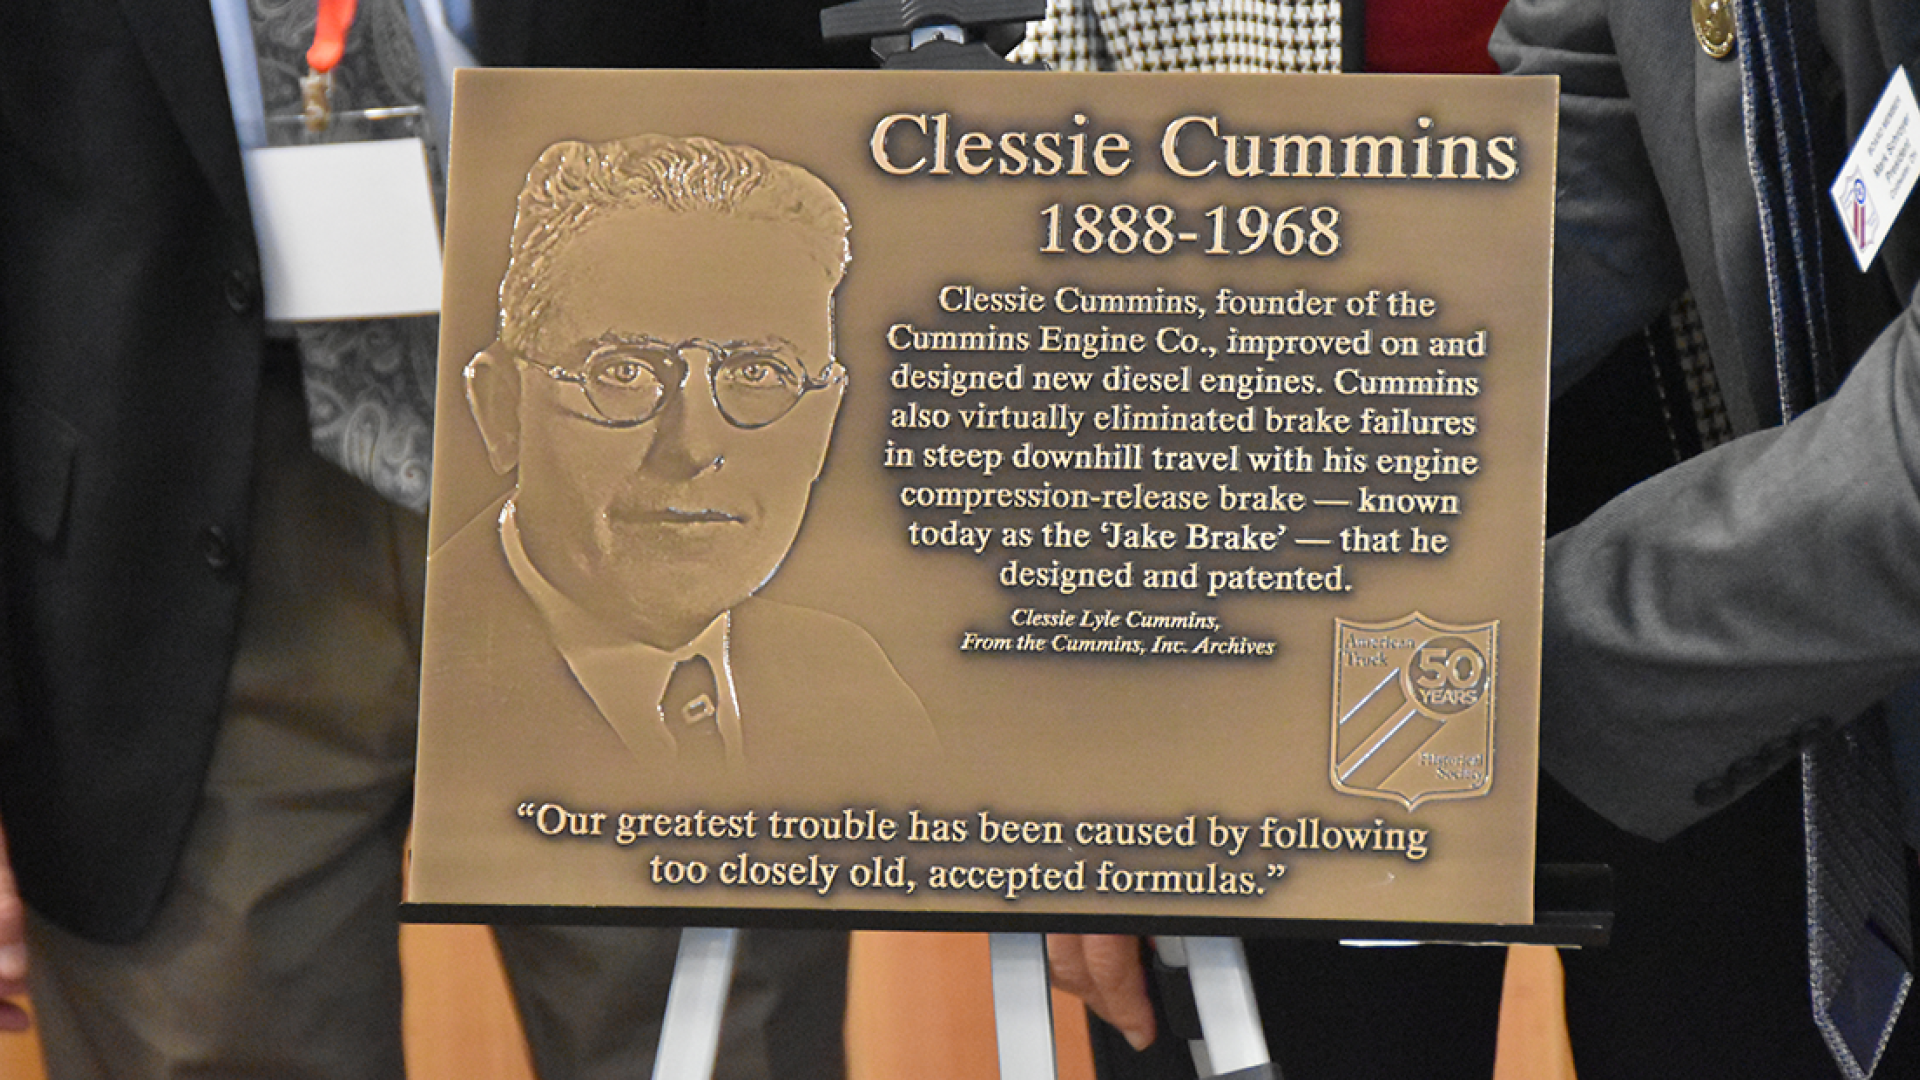 Clessie Cummins
1888-1968
Clessie Cummins, founder of the
Cummins Engine Co., improved on and
designed new diesel engines. Cummins
also virtually eliminated brake failures
in steep downhill travel with his engine
compression-release brake — known
today as the ‘Jake Brake’ — that he
designed and patented.
Clessie Lyle Cummins,
From the Cummins, Inc. Archives
American
Truck
50
YEARS
Historical
Society
“Our greatest trouble has been caused by following
too closely old, accepted formulas.”
BOARD MEMBER
President